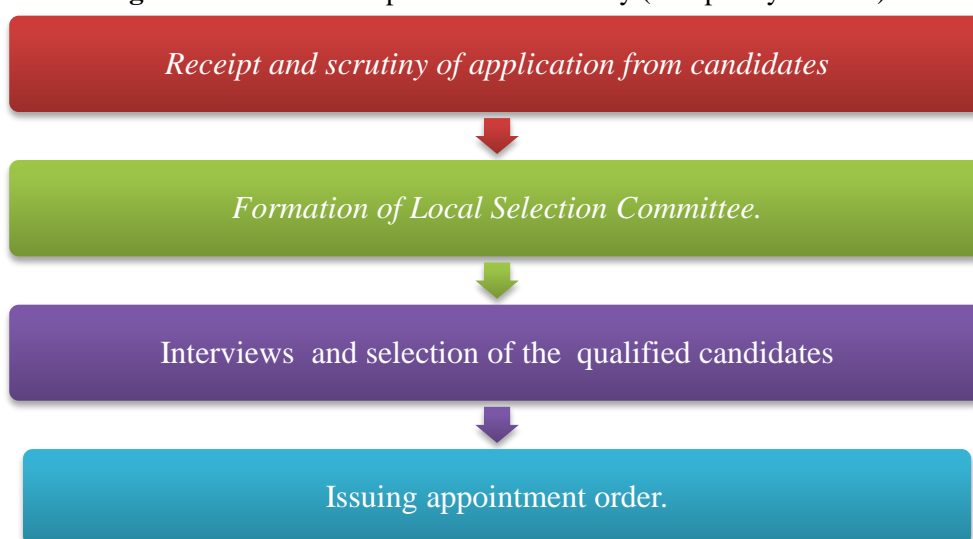 Receipt and scrutiny of application from candidates
Formation of Local Selection Committee.
Interviews and selection of the qualified candidates
Issuing appointment order.